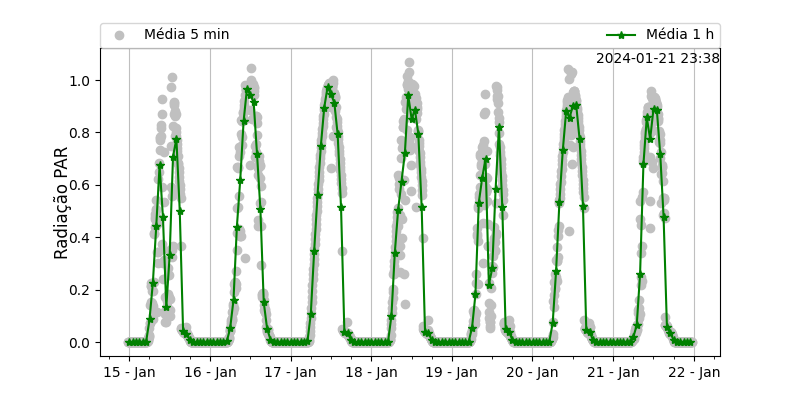 Média 5 min
Média 1 h
2024-01-21 23:38
Radiação PAR
1.0
0.8
0.6
0.4
0.2
0.0
15 - Jan
16 - Jan
17 - Jan
18 - Jan
19 - Jan
20 - Jan
21 - Jan
22 - Jan